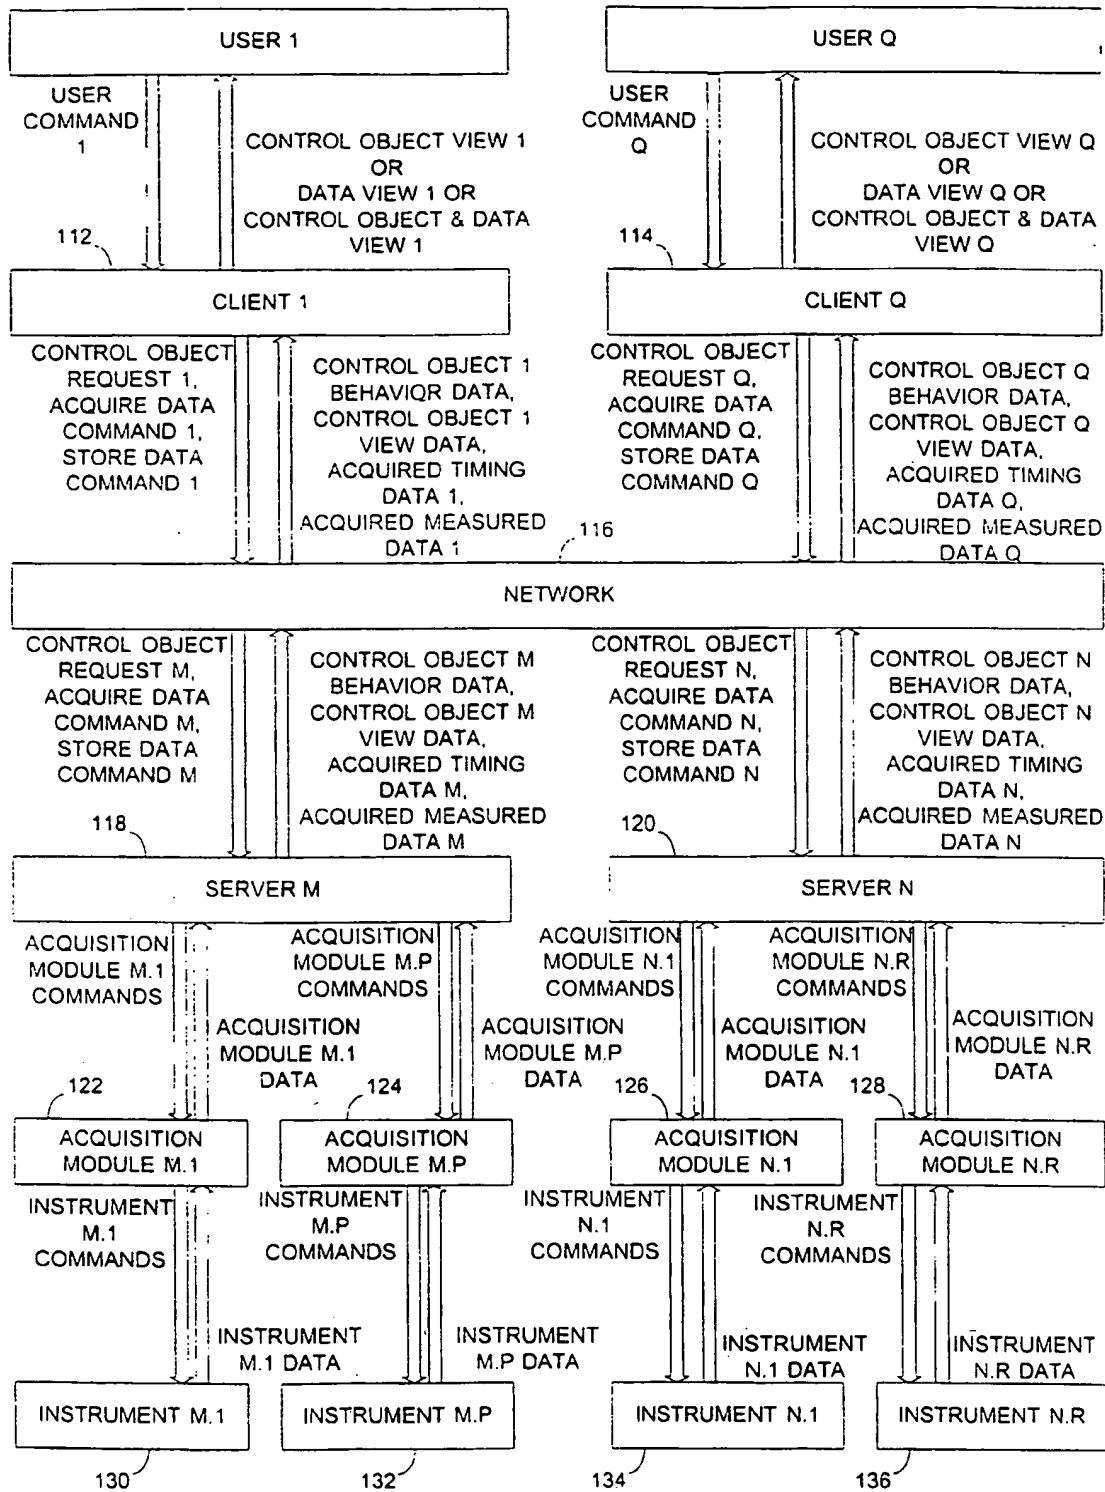 USER 1
USER Q
USER
COMMAND
1
CONTROL OBJECT VIEW 1
OR
DATA VIEW 1 OR
CONTROL OBJECT & DATA
VIEW 1
USER
COMMAND
Q
CONTROL OBJECT VIEW Q
OR
DATA VIEW Q OR
CONTROL OBJECT & DATA
VIEW Q
112
114
CLIENT 1
CLIENT Q
CONTROL OBJECT
REQUEST 1,
ACQUIRE DATA
COMMAND 1,
STORE DATA
COMMAND 1
CONTROL OBJECT 1
BEHAVIOR DATA,
CONTROL OBJECT 1
VIEW DATA,
ACQUIRED TIMING
DATA 1,
ACQUIRED MEASURED
DATA 1
CONTROL OBJECT
REQUEST Q,
ACQUIRE DATA
COMMAND Q,
STORE DATA
COMMAND Q
CONTROL OBJECT Q
BEHAVIOR DATA,
CONTROL OBJECT Q
VIEW DATA,
ACQUIRED TIMING
DATA Q,
ACQUIRED MEASURED
DATA Q
116
NETWORK
CONTROL OBJECT
REQUEST M,
ACQUIRE DATA
COMMAND M,
STORE DATA
COMMAND M
CONTROL OBJECT M
BEHAVIOR DATA,
CONTROL OBJECT M
VIEW DATA,
ACQUIRED TIMING
DATA M,
ACQUIRED MEASURED
DATA M
CONTROL OBJECT
REQUEST N,
ACQUIRE DATA
COMMAND N,
STORE DATA
COMMAND N
CONTROL OBJECT N
BEHAVIOR DATA,
CONTROL OBJECT N
VIEW DATA,
ACQUIRED TIMING
DATA N,
ACQUIRED MEASURED
DATA N
118
120
SERVER M
SERVER N
ACQUISITION
MODULE M.1
COMMANDS
ACQUISITION
MODULE M.1
DATA
ACQUISITION
MODULE M.P
COMMANDS
ACQUISITION
MODULE M.P
DATA
ACQUISITION
MODULE N.1
COMMANDS
ACQUISITION
MODULE N.1
DATA
ACQUISITION
MODULE N.R
COMMANDS
ACQUISITION
MODULE N.R
DATA
122
124
126
128
ACQUISITION
MODULE M.1
ACQUISITION
MODULE M.P
ACQUISITION
MODULE N.1
ACQUISITION
MODULE N.R
INSTRUMENT
M.1
COMMANDS
INSTRUMENT
M.1 DATA
INSTRUMENT
M.P
COMMANDS
INSTRUMENT
M.P DATA
INSTRUMENT
N.1
COMMANDS
INSTRUMENT
N.1 DATA
INSTRUMENT
N.R
COMMANDS
INSTRUMENT
N.R DATA
INSTRUMENT M.1
INSTRUMENT M.P
INSTRUMENT N.1
INSTRUMENT N.R
130
132
134
136